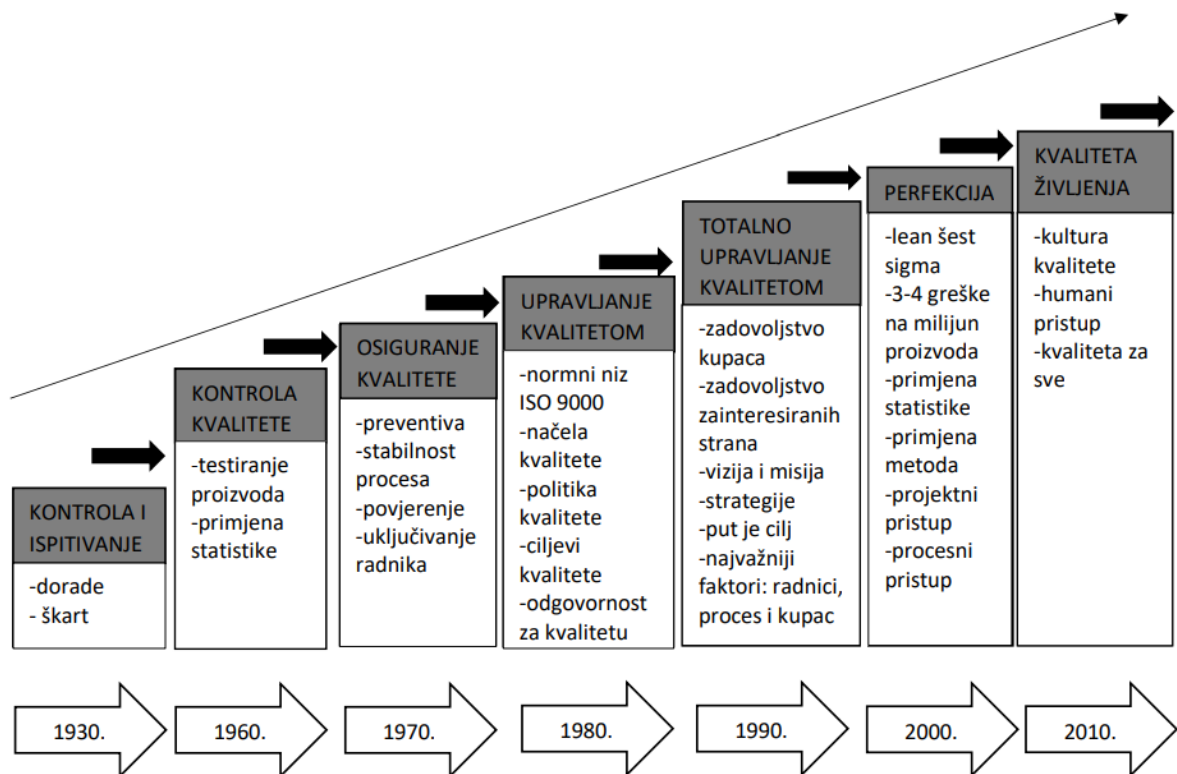 KONTROLA I
ISPITIVANJE
-dorade
- škart
KONTROLA
KVALITETE
-testiranje
proizvoda
-primjena
statistike
OSIGURANJE
KVALITETE
-preventiva
-stabilnost
procesa
-povjerenje
-uključivanje
radnika
UPRAVLJANJE
KVALITETOM
-normni niz
ISO 9000
-načela
kvalitete
-politika
kvalitete
-ciljevi
kvalitete
-odgovornost
za kvalitetu
TOTALNO
UPRAVLJANJE
KVALITETOM
-zadovoljstvo
kupaca
-zadovoljstvo
zainteresiranih
strana
-vizija i misija
-strategije
-put je cilj
-najvažniji
faktori: radnici,
proces i kupac
PERFEKCIJA
-lean šest
sigma
-3-4 greške
na milijun
proizvoda
-primjena
statistike
-primjena
metoda
-projektni
pristup
-procesni
pristup
KVALITETA
ŽIVLJENJA
-kultura
kvalitete
-humani
pristup
-kvaliteta za
sve
1930.
1960.
1970.
1980.
1990.
2000.
2010.